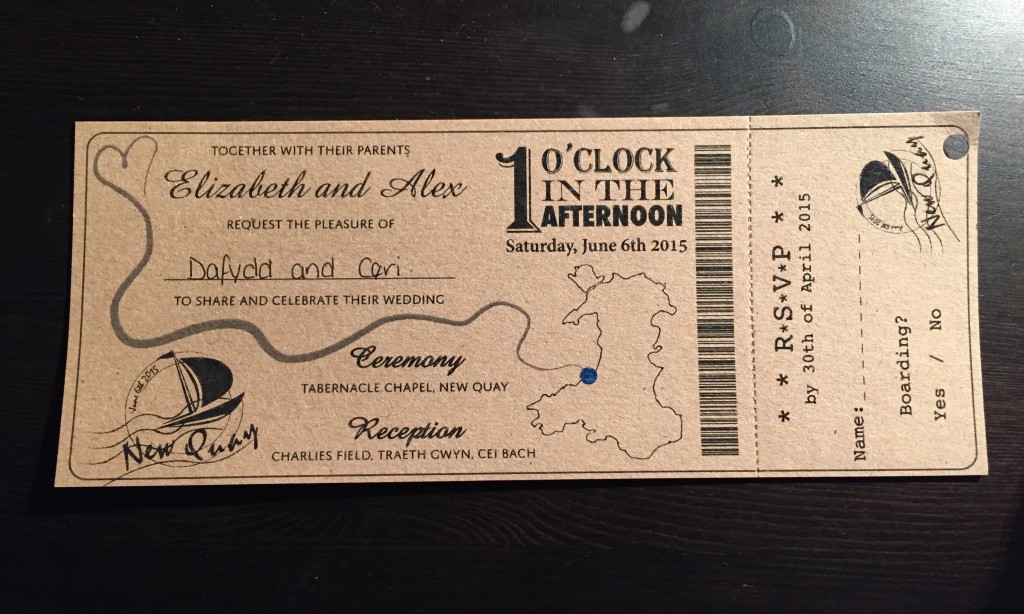 TOGETHER WITH THEIR PARENTS
Elizabeth and Alex
REQUEST THE PLEASURE OF
Dafydd and Ceri
TO SHARE AND CELEBRATE THEIR WEDDING
Ceremony
TABERNACLE CHAPEL, NEW QUAY
Reception
CHARLIES FIELD, TRAETH GWYN, CEI BACH
June 6th 2015
New Quay
1 O'CLOCK
IN THE
AFTERNOON
Saturday, June 6th 2015
* * R*S*V*P * *
by 30th of April 2015
Name:
Boarding?
Yes / No
June 6th 2015
New Quay